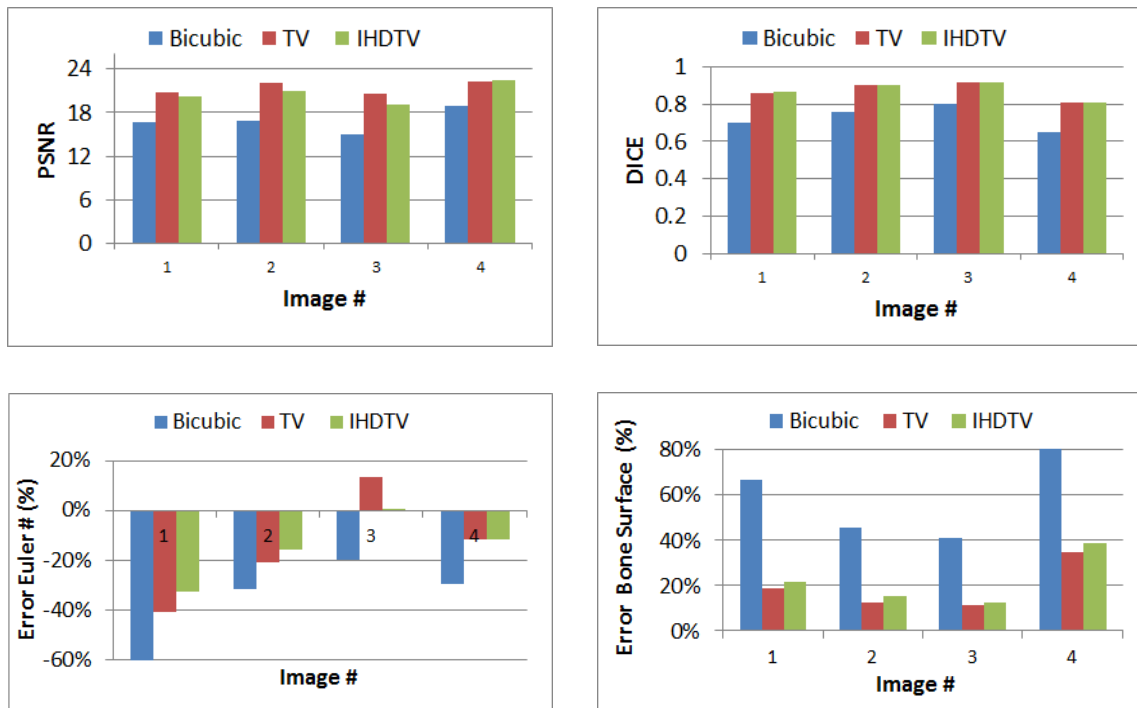 Bicubic TV IHDTV
PSNR
24
18
12
6
0
1 2 3 4
Image #
Bicubic TV IHDTV
DICE
1
0.8
0.6
0.4
0.2
0
1 2 3 4
Image #
Bicubic TV IHDTV
Error Euler # (%)
20%
0%
-20%
-40%
-60%
1 2 3 4
Image #
Bicubic TV IHDTV
Error Bone Surface (%)
80%
60%
40%
20%
0%
1 2 3 4
Image #